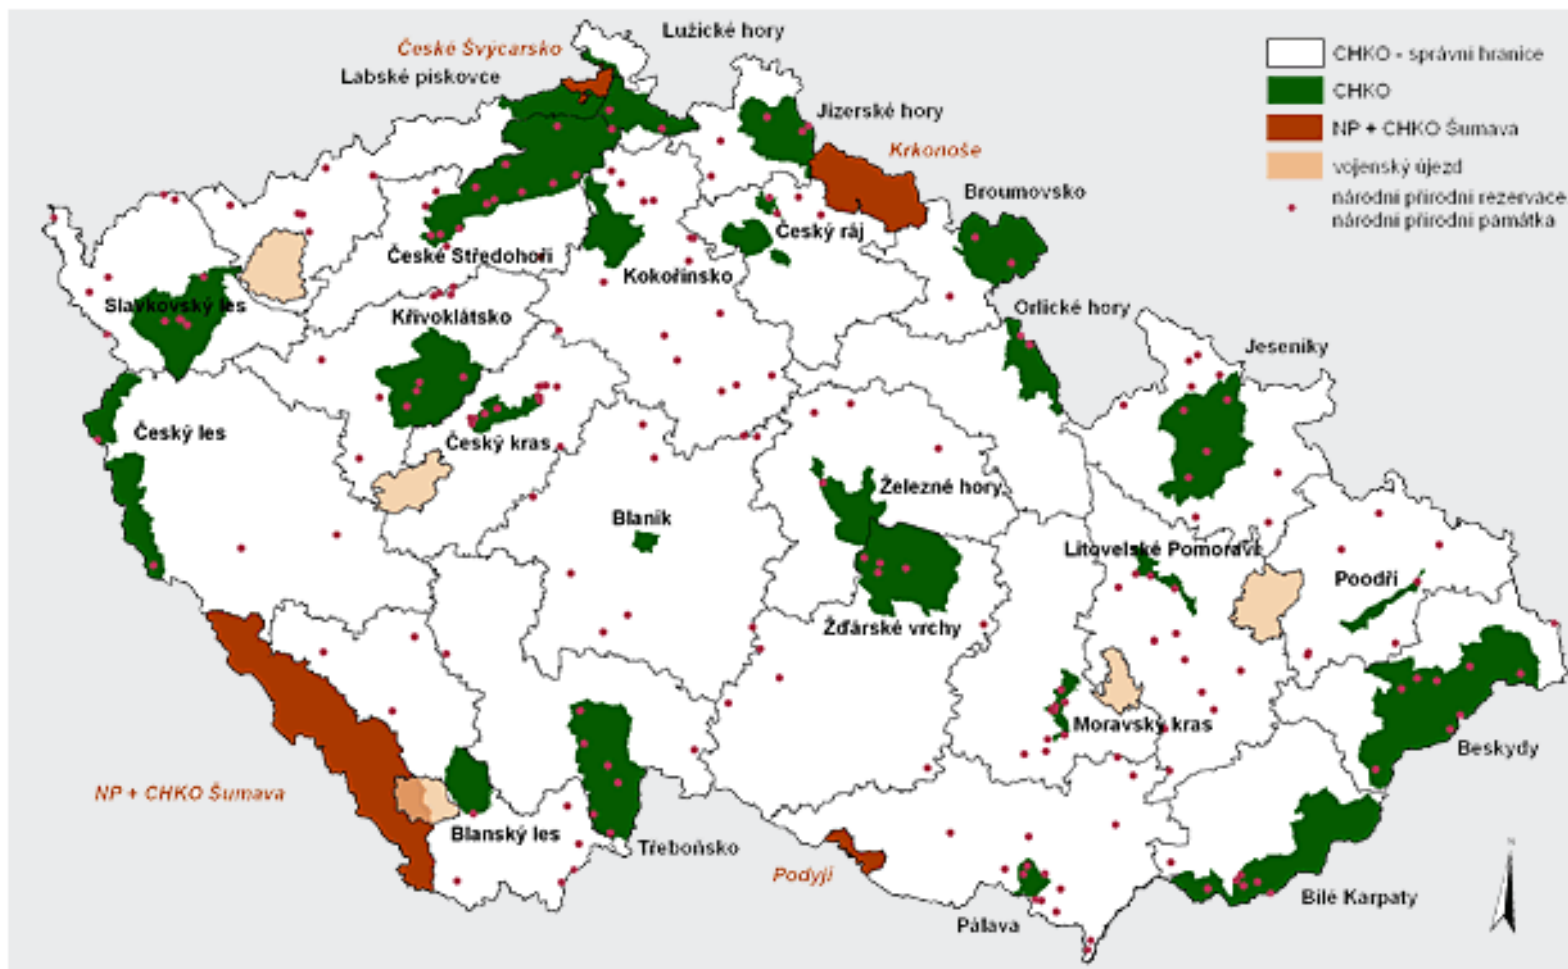 Lužické hory
České Švýcarsko
Labské pískovce
Jizerské hory
Krkonoše
Broumovsko
Český ráj
České Středohoří
Kokořínsko
Slavkovský les
Křivoklátsko
Orlické hory
Jeseníky
Český les
Český kras
Železné hory
Blaník
Litovelské Pomoraví
Poodří
Žďárské vrchy
Moravský kras
Beskydy
NP + CHKO Šumava
Blanský les
Třeboňsko
Podyjí
Pálava
Bílé Karpaty
CHKO - správní hranice
CHKO
NP + CHKO Šumava
vojenský újezd
národní přírodní rezervace
národní přírodní památka
N